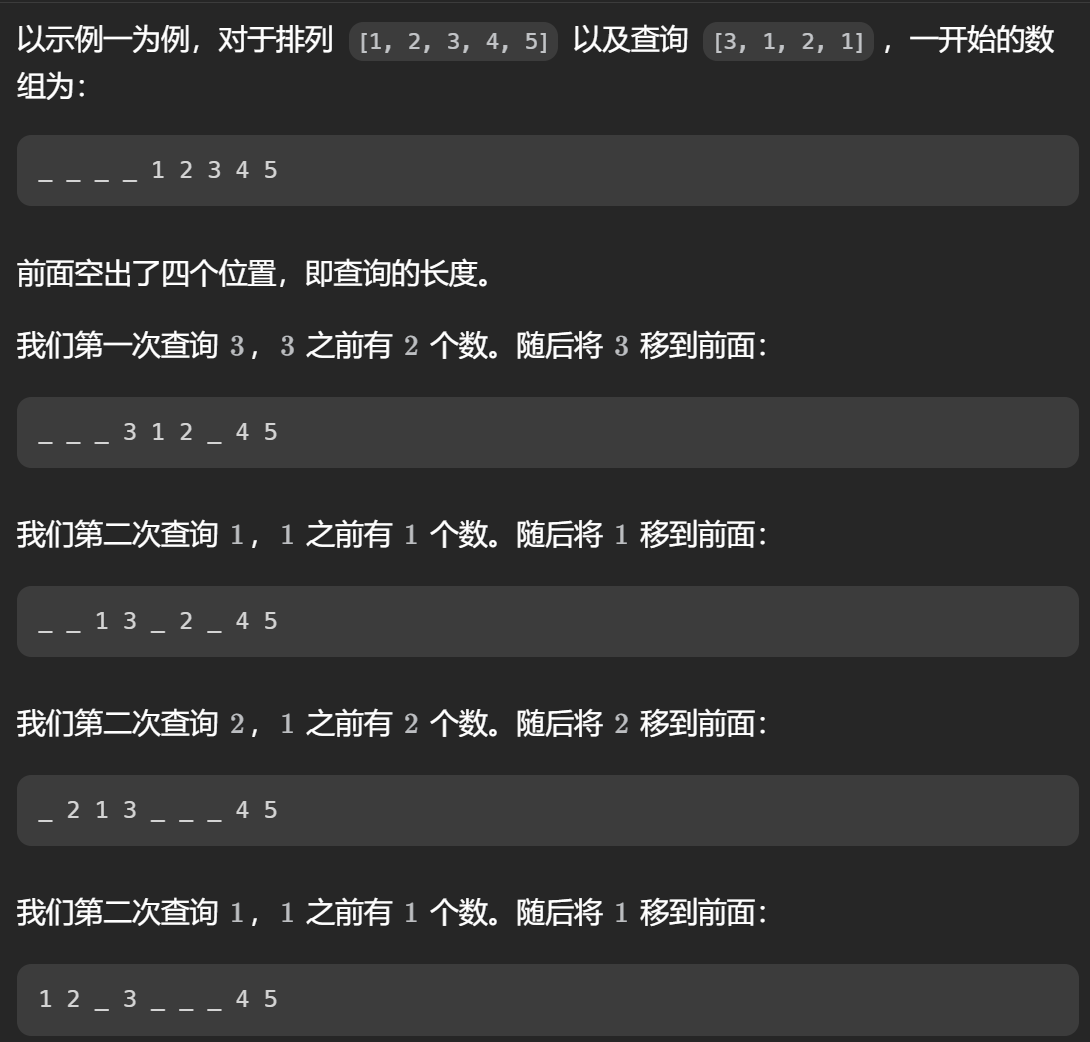 以示例一为例，对于排列 [1, 2, 3, 4, 5] 以及查询 [3, 1, 2, 1] ，一开始的数
组为：
_ _ _ _ 1 2 3 4 5
前面空出了四个位置，即查询的长度。
我们第一次查询 3，3 之前有 2 个数。随后将 3 移到前面：
_ _ _ 3 1 2 _ 4 5
我们第二次查询 1，1 之前有 1 个数。随后将 1 移到前面：
_ _ 1 3 _ 2 _ 4 5
我们第二次查询 2，1 之前有 2 个数。随后将 2 移到前面：
_ 2 1 3 _ _ _ 4 5
我们第二次查询 1，1 之前有 1 个数。随后将 1 移到前面：
1 2 _ 3 _ _ _ 4 5